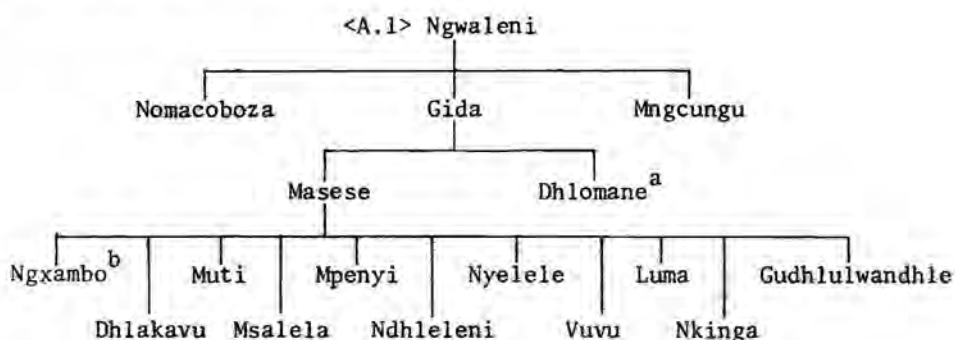 <A.1> Ngwaleni
Nomacoboza Gida Mngcungu
Masese Dhlomane a
Ngxambo b Muti Mpenyi Nyelele Luma Gudhlulwandhle
Dhlakavu Msalela Ndhleleni Vuvu Nkinga